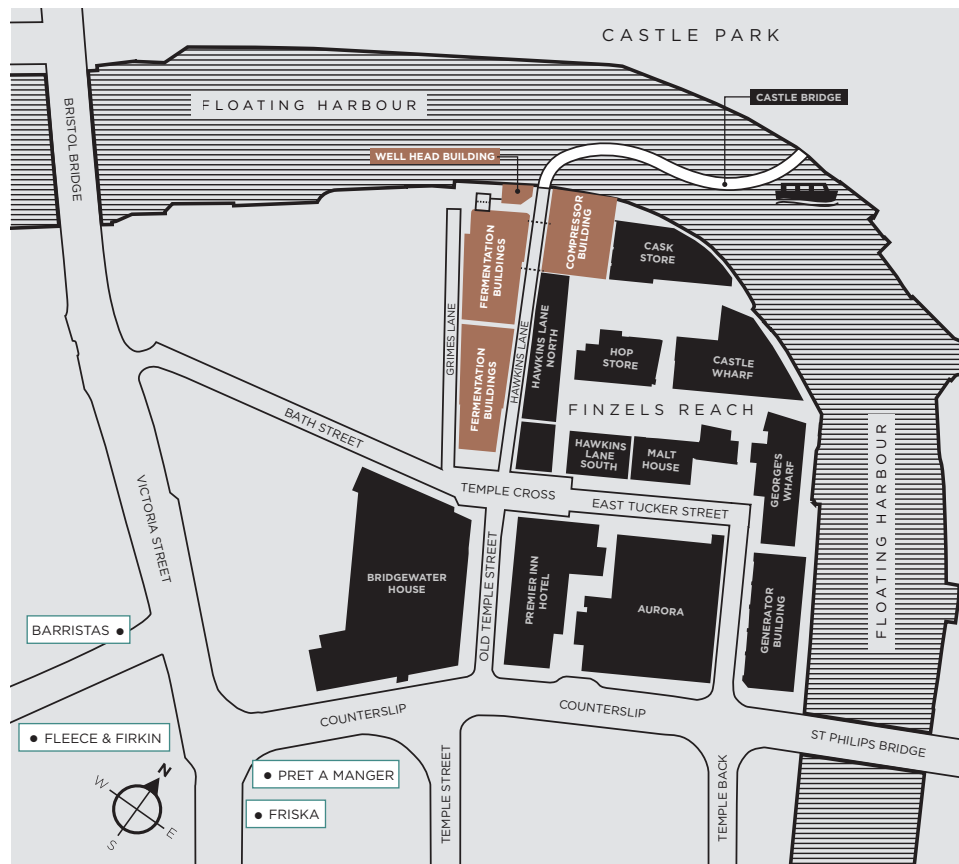 CASTLE PARK
FLOATING HARBOUR
CASTLE BRIDGE
BRISTOL BRIDGE
WELL HEAD BUILDING
COMPRESSOR
BUILDING
CASK
STORE
FERMENTATION
BUILDINGS
GRIMES LANE
HAWKINS LANE
HAWKINS LANE
NORTH
HOP
STORE
CASTLE
WHARF
FERMENTATION
BUILDINGS
FINZELS REACH
BATH STREET
HAWKINS
LANE
SOUTH
MALT
HOUSE
GEORGE'S
WHARF
FLOATING HARBOUR
VICTORIA STREET
TEMPLE CROSS
EAST TUCKER STREET
BRIDGEWATER
HOUSE
OLD TEMPLE STREET
PREMIER INN
HOTEL
AURORA
GENERATOR
BUILDING
BARRISTAS
COUNTERSLIP
COUNTERSLIP
ST PHILIPS BRIDGE
FLEECE & FIRKIN
PRET A MANGER
FRISKA
TEMPLE STREET
TEMPLE BACK
N
W
E
S